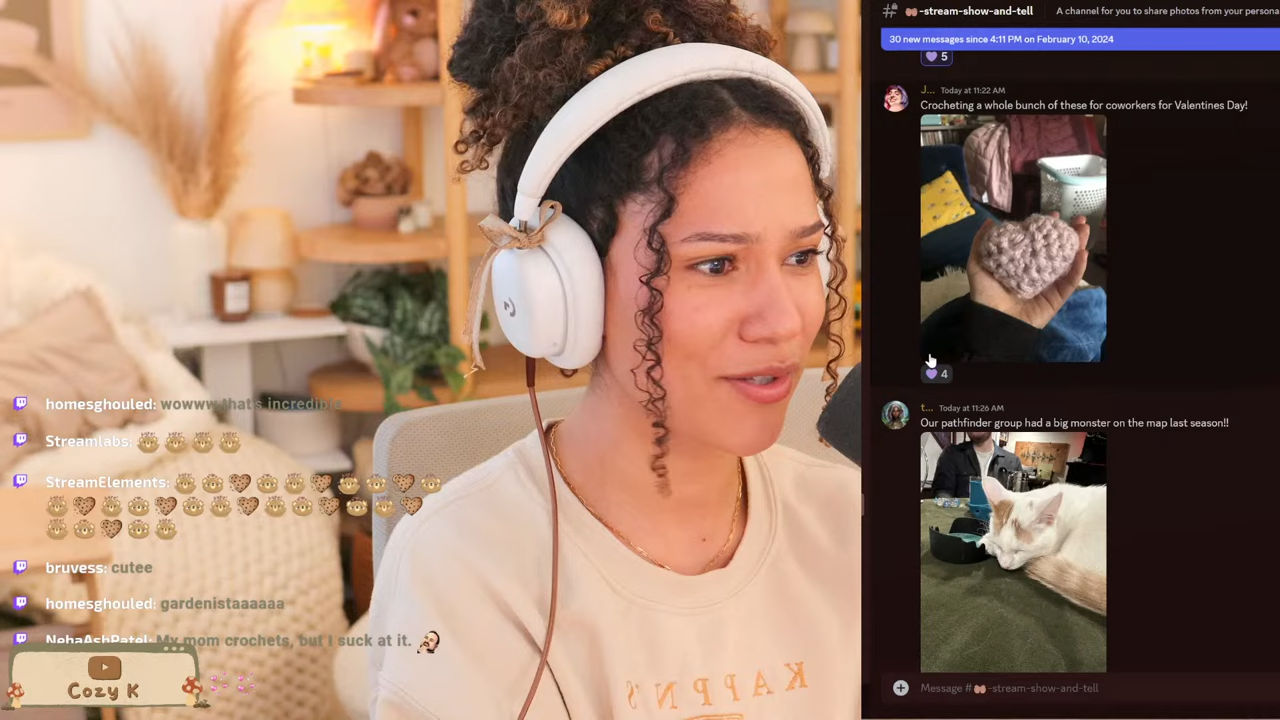 -stream-show-and-tell
A channel for you to share photos from your persona
30 new messages since 4:11 PM on February 10, 2024
5
J... Today at 11:22 AM
Crocheting a whole bunch of these for coworkers for Valentines Day!
4
t... Today at 11:26 AM
Our pathfinder group had a big monster on the map last season!!
Message # -stream-show-and-tell
homesghouled: wowww that's incredible
Streamlabs:
StreamElements:
bruvess: cutee
homesghouled: gardenistaaaaaa
NehaAshPatel: My mom crochets, but I suck at it.
Cozy K
KAPP'N'S